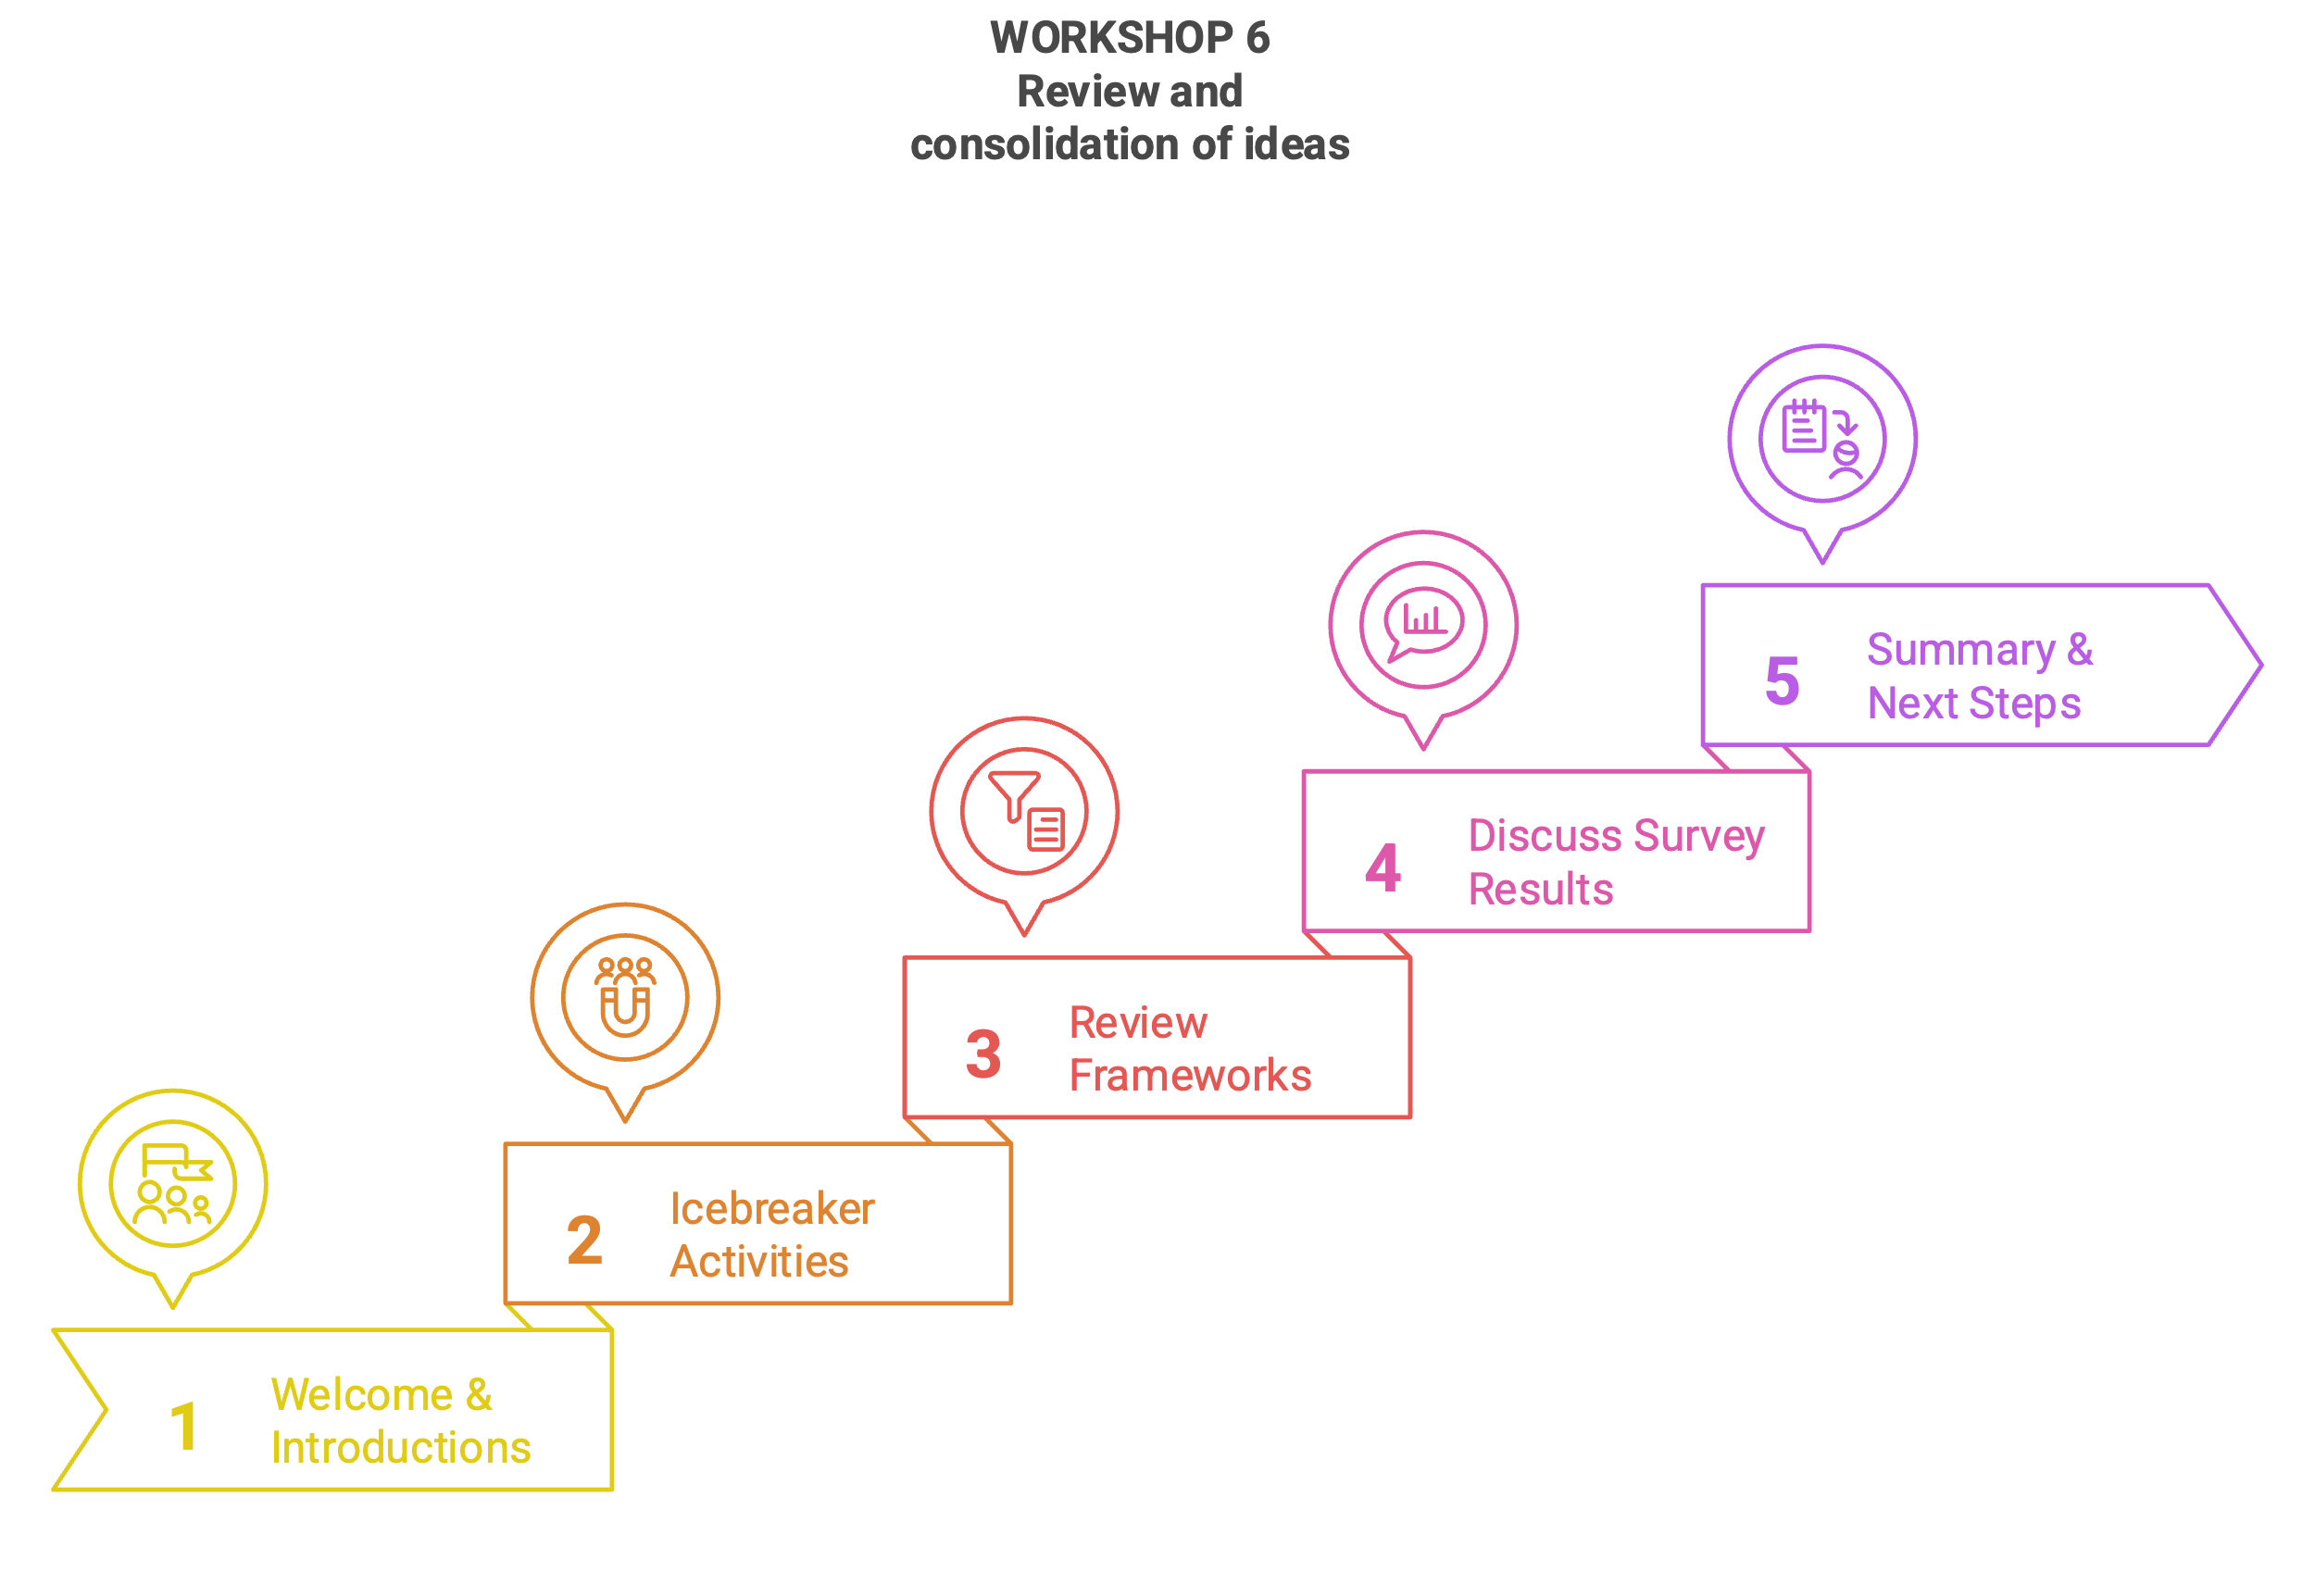 WORKSHOP 6
Review and
consolidation of ideas
1
Welcome &
Introductions
2
Icebreaker
Activities
3
Review
Frameworks
4
Discuss Survey
Results
5
Summary &
Next Steps